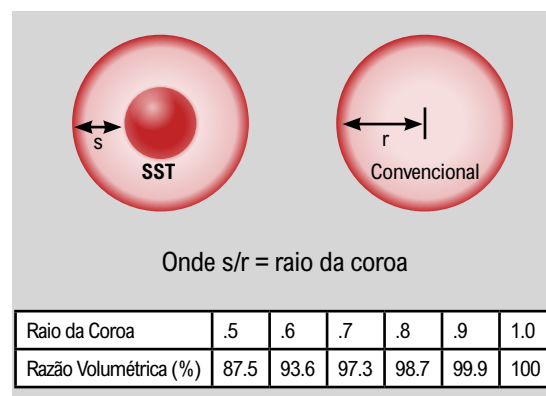 s
SST
r
Convencional
Onde s/r = raio da coroa
Raio da Coroa .5 .6 .7 .8 .9 1.0
Razão Volumétrica (%) 87.5 93.6 97.3 98.7 99.9 100